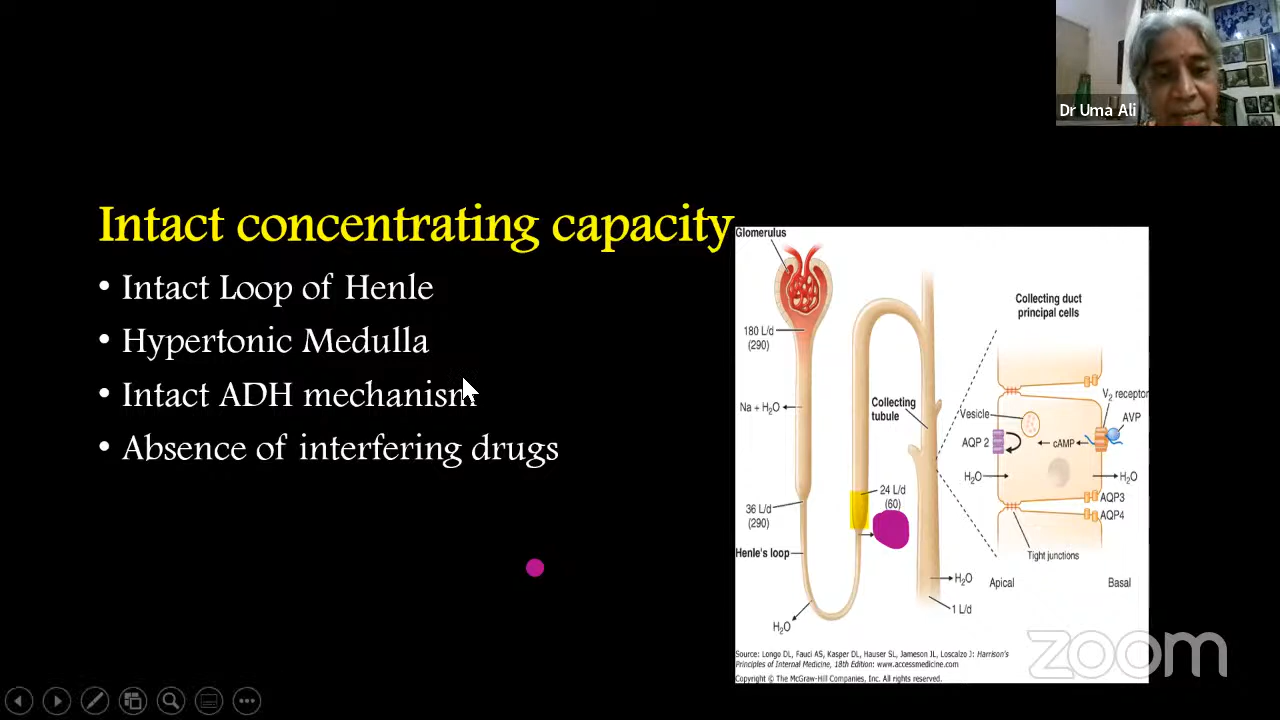 Dr Uma Ali
Intact concentrating capacity
• Intact Loop of Henle
• Hypertonic Medulla
• Intact ADH mechanism
• Absence of interfering drugs
Glomerulus
180 L/d
(290)
Na + H₂O
36 L/d
(290)
Henle's loop
H₂O
24 L/d
(60)
Collecting
tubule
H₂O
1 L/d
Collecting duct
principal cells
Vesicle
V₂ receptor
AVP
AQP 2
cAMP
H₂O
H₂O
AQP3
AQP4
Tight junctions
Apical
Basal
Source: Longo DL, Fauci AS, Kasper DL, Hauser SL, Jameson JL, Loscalzo J: Harrison's
Principles of Internal Medicine, 18th Edition: www.accessmedicine.com
Copyright © The McGraw-Hill Companies, Inc. All rights reserved.
zoom